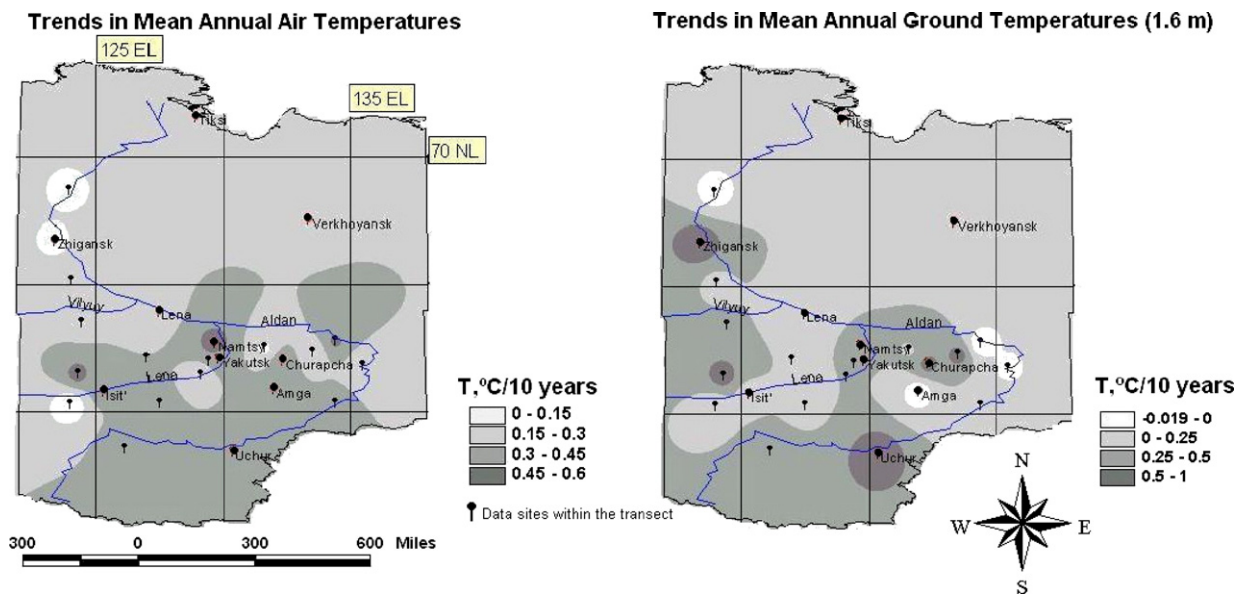 Trends in Mean Annual Air Temperatures
125 EL
135 EL
70 NL
Tiksi
Verkhoyansk
Zhigansk
Vilyuy
Lena
Aldan
Namtsy
Yakutsk
Churapcha
Lena
Isit'
Amga
Uchur
T,ºC/10 years
0 - 0.15
0.15 - 0.3
0.3 - 0.45
0.45 - 0.6
Data sites within the transect
300 0 300 600 Miles
Trends in Mean Annual Ground Temperatures (1.6 m)
Tiksi
Verkhoyansk
Zhigansk
Vilyuy
Lena
Aldan
Namtsy
Yakutsk
Churapcha
Lena
Isit'
Amga
Uchur
T,ºC/10 years
-0.019 - 0
0 - 0.25
0.25 - 0.5
0.5 - 1
N
W E
S